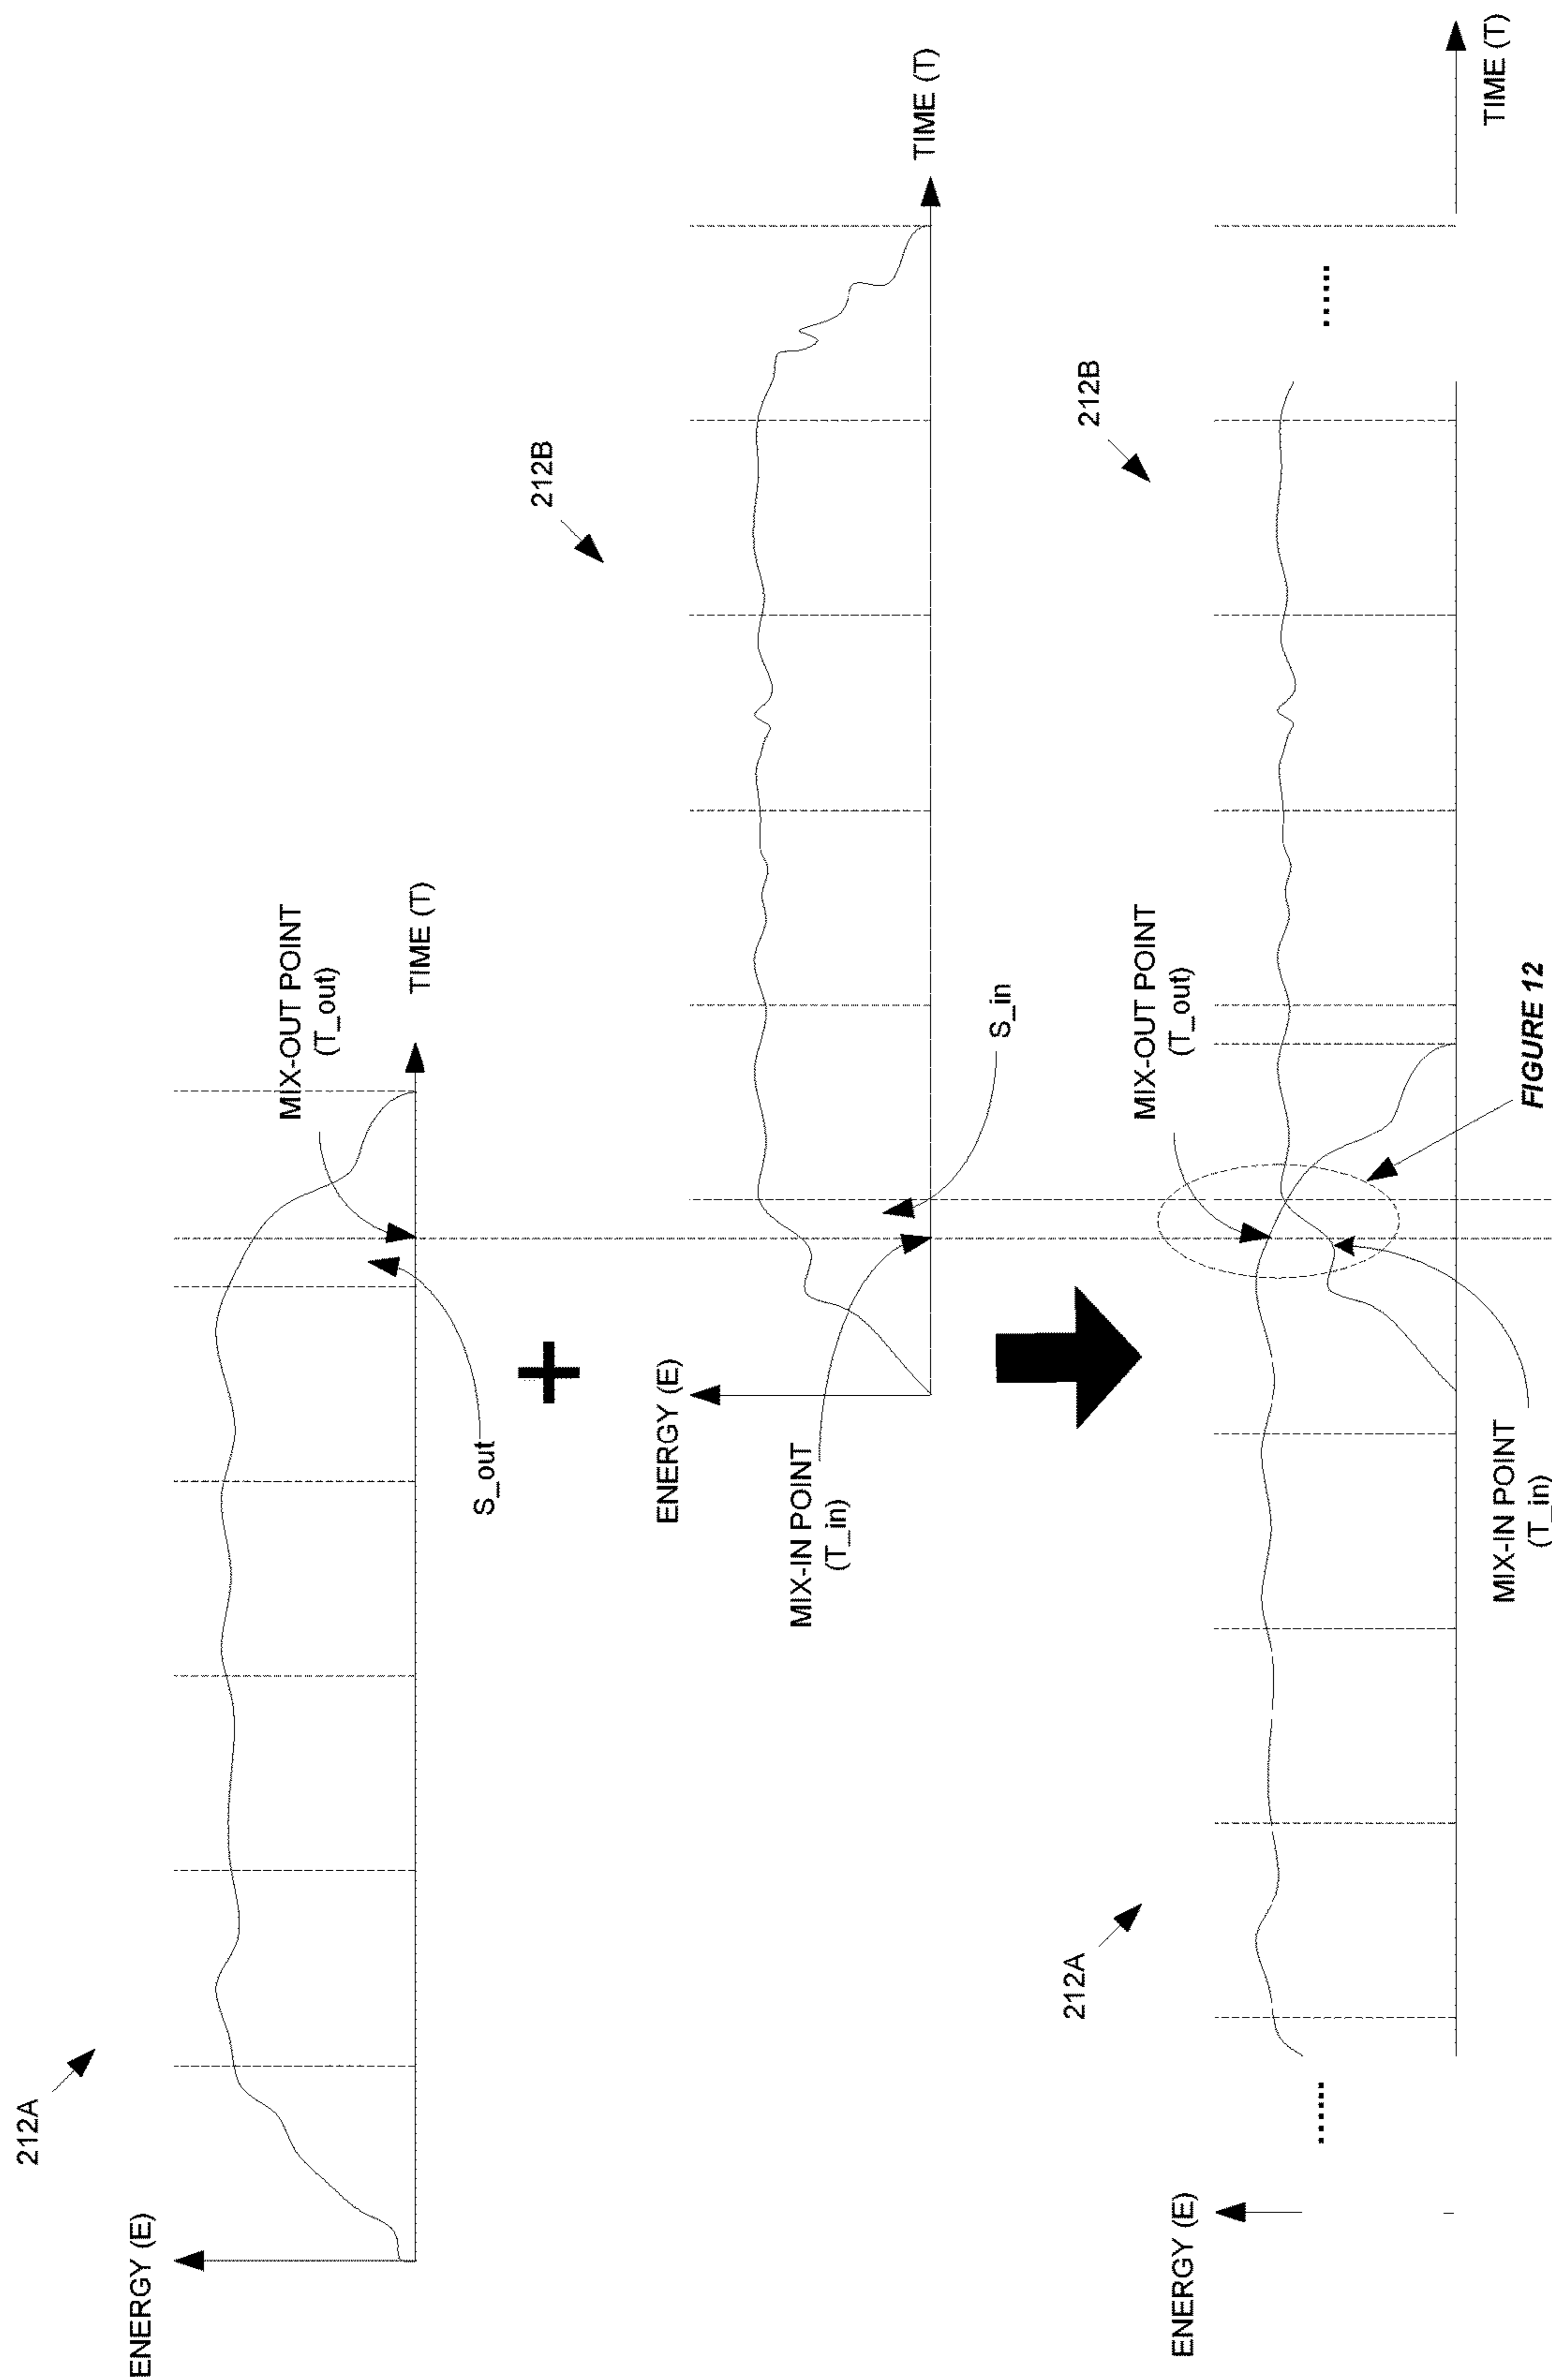 212A
ENERGY (E)
MIX-OUT POINT
(T_out)
TIME (T)
S_out
+
212B
ENERGY (E)
TIME (T)
MIX-IN POINT
(T_in)
S_in
212A
212B
ENERGY (E)
MIX-OUT POINT
(T_out)
......
......
TIME (T)
MIX-IN POINT
(T_in)
FIGURE 12